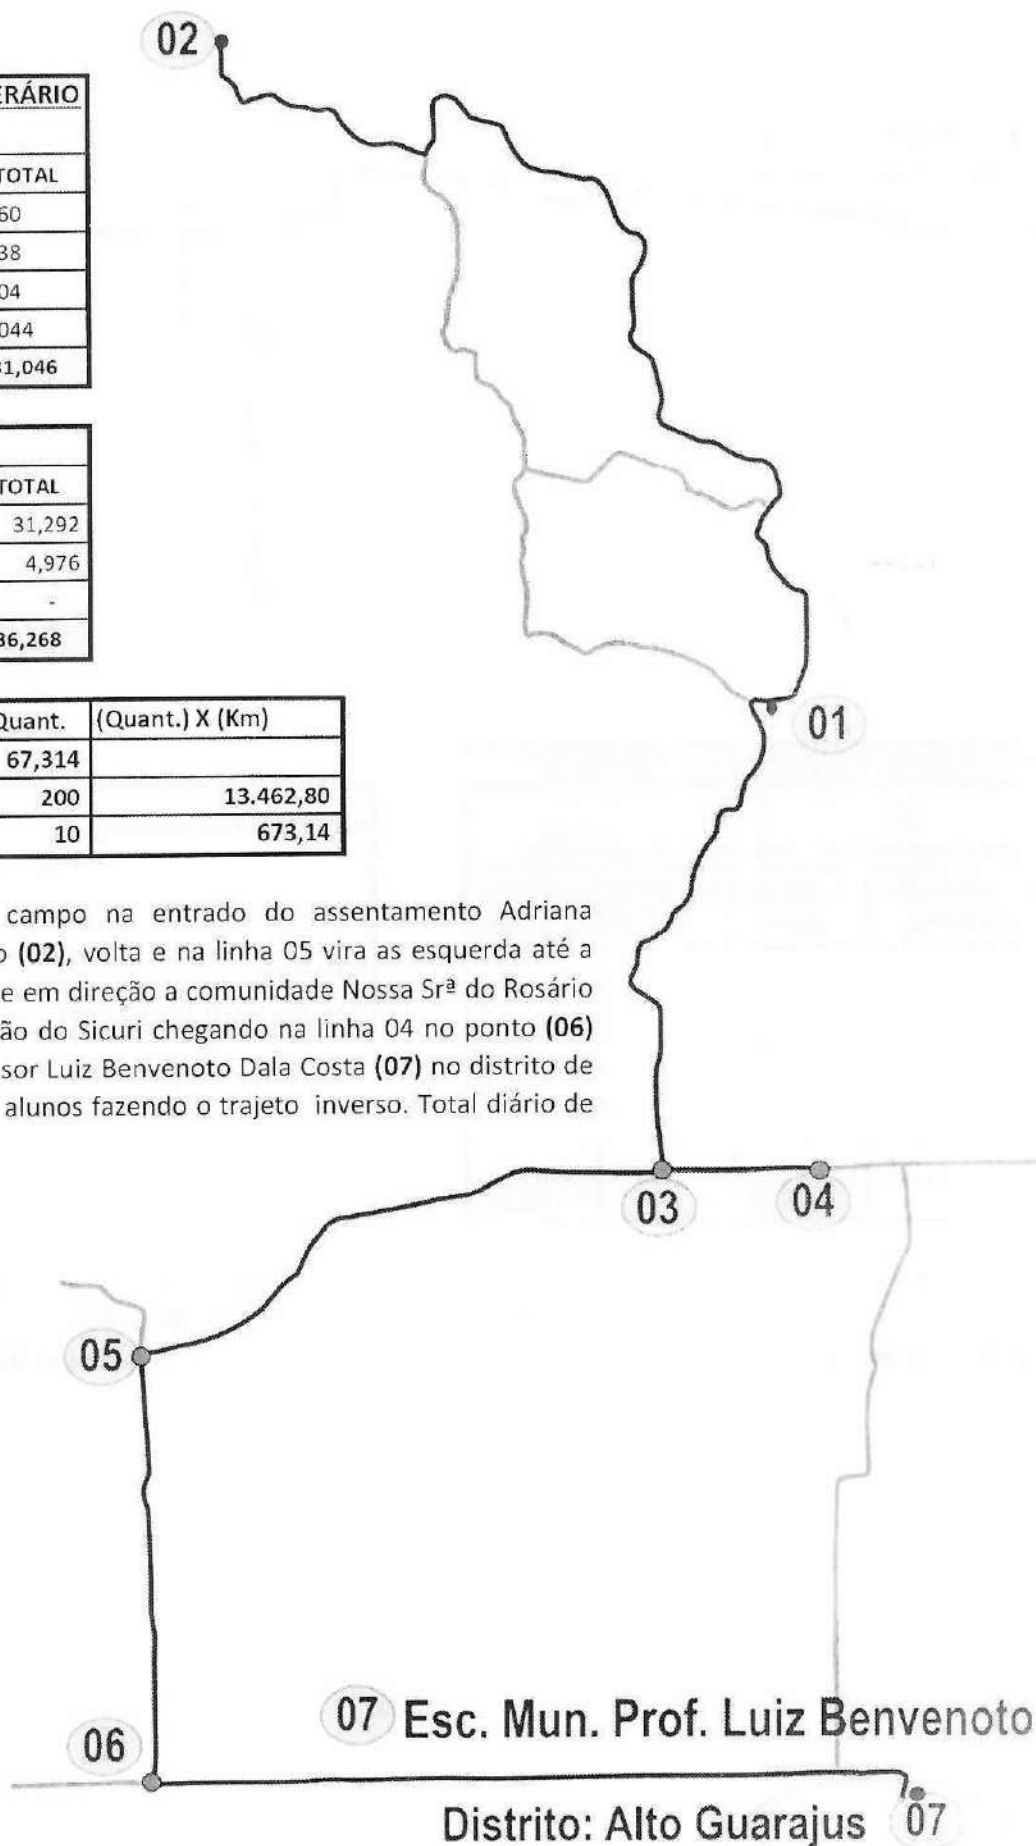 02
ERÁRIO
TOTAL
60
38
04
044
31,046
TOTAL
31,292
4,976
-
36,268
Quant. (Quant.) X (Km)
67,314
200 13.462,80
10 673,14
01
campo na entrado do assentamento Adriana
(02), volta e na linha 05 vira as esquerda até a
e em direção a comunidade Nossa Srª do Rosário
ão do Sicuri chegando na linha 04 no ponto (06)
sor Luiz Benvenoto Dala Costa (07) no distrito de
alunos fazendo o trajeto inverso. Total diário de
03
04
05
07 Esc. Mun. Prof. Luiz Benvenoto
06
Distrito: Alto Guarajus 07